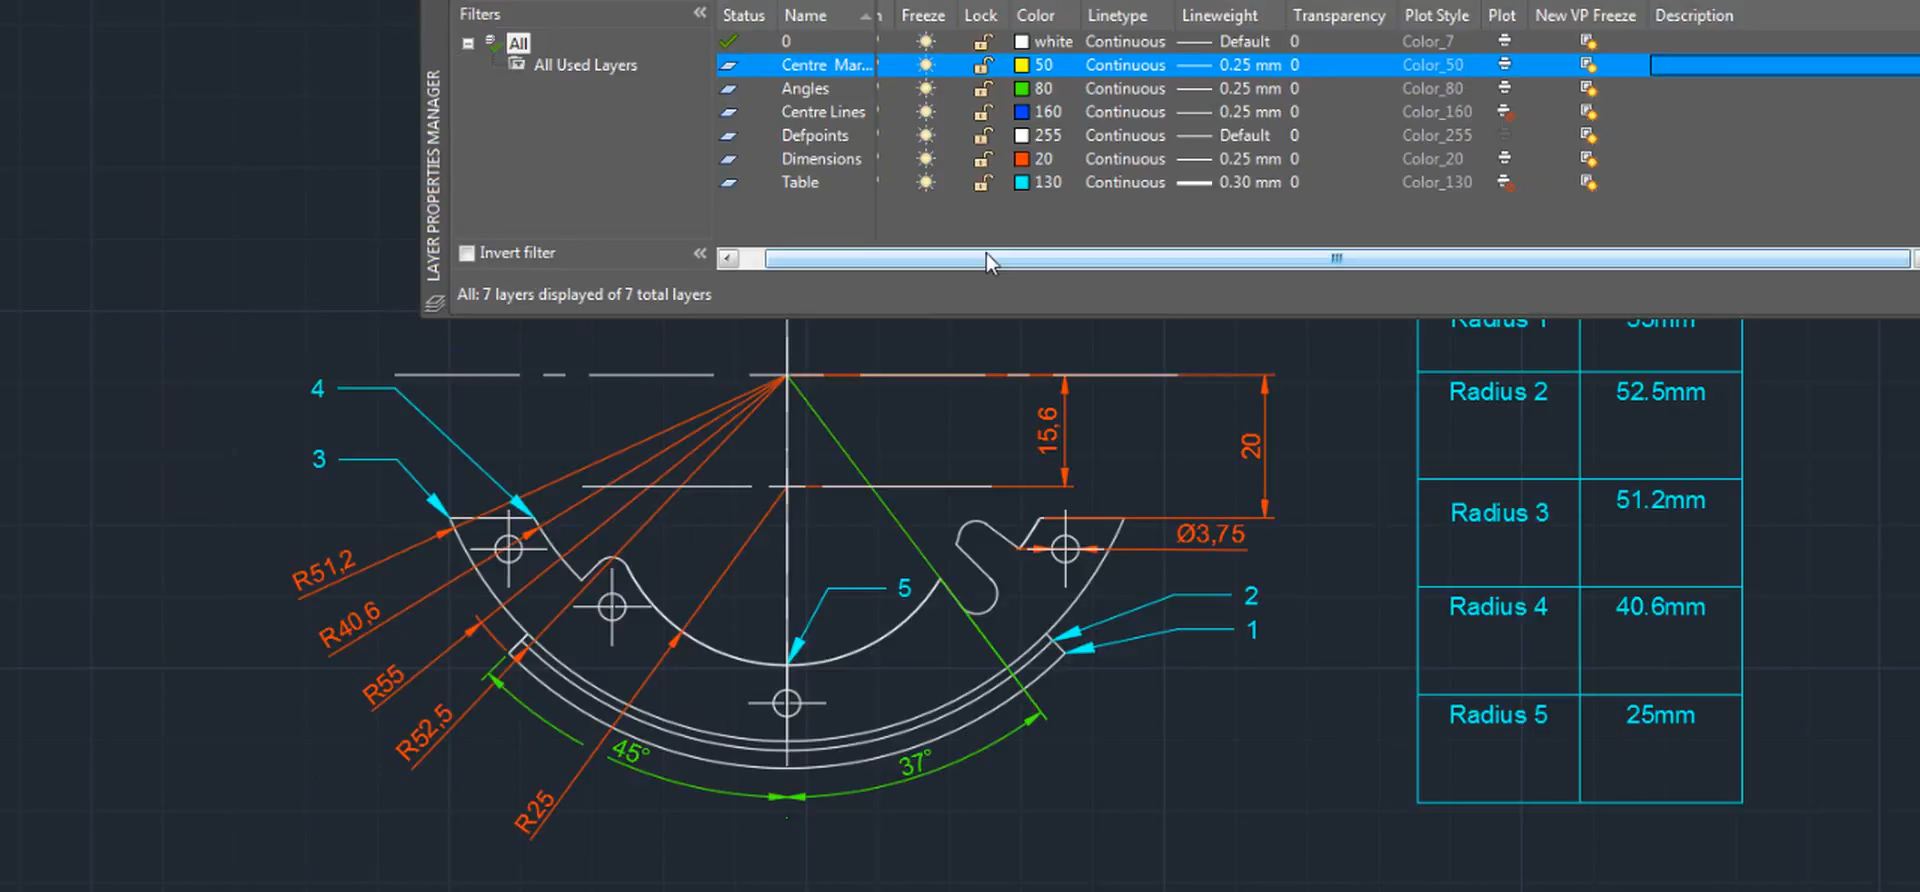 Filters
Status Name Freeze Lock Color Linetype Lineweight Transparency Plot Style Plot New VP Freeze Description
All
All Used Layers
0 white Continuous Default 0 Color_7
Centre Mar... 50 Continuous 0.25 mm 0 Color_50
Angles 80 Continuous 0.25 mm 0 Color_80
Centre Lines 160 Continuous 0.25 mm 0 Color_160
Defpoints 255 Continuous Default 0 Color_255
Dimensions 20 Continuous 0.25 mm 0 Color_20
Table 130 Continuous 0.30 mm 0 Color_130
Invert filter
All: 7 layers displayed of 7 total layers
LAYER PROPERTIES MANAGER
4
3
15,6
20
Ø3,75
R51,2
R40,6
R55
R52,5
R25
5
2
1
45°
37°
Radius 1
Radius 2 52.5mm
Radius 3 51.2mm
Radius 4 40.6mm
Radius 5 25mm